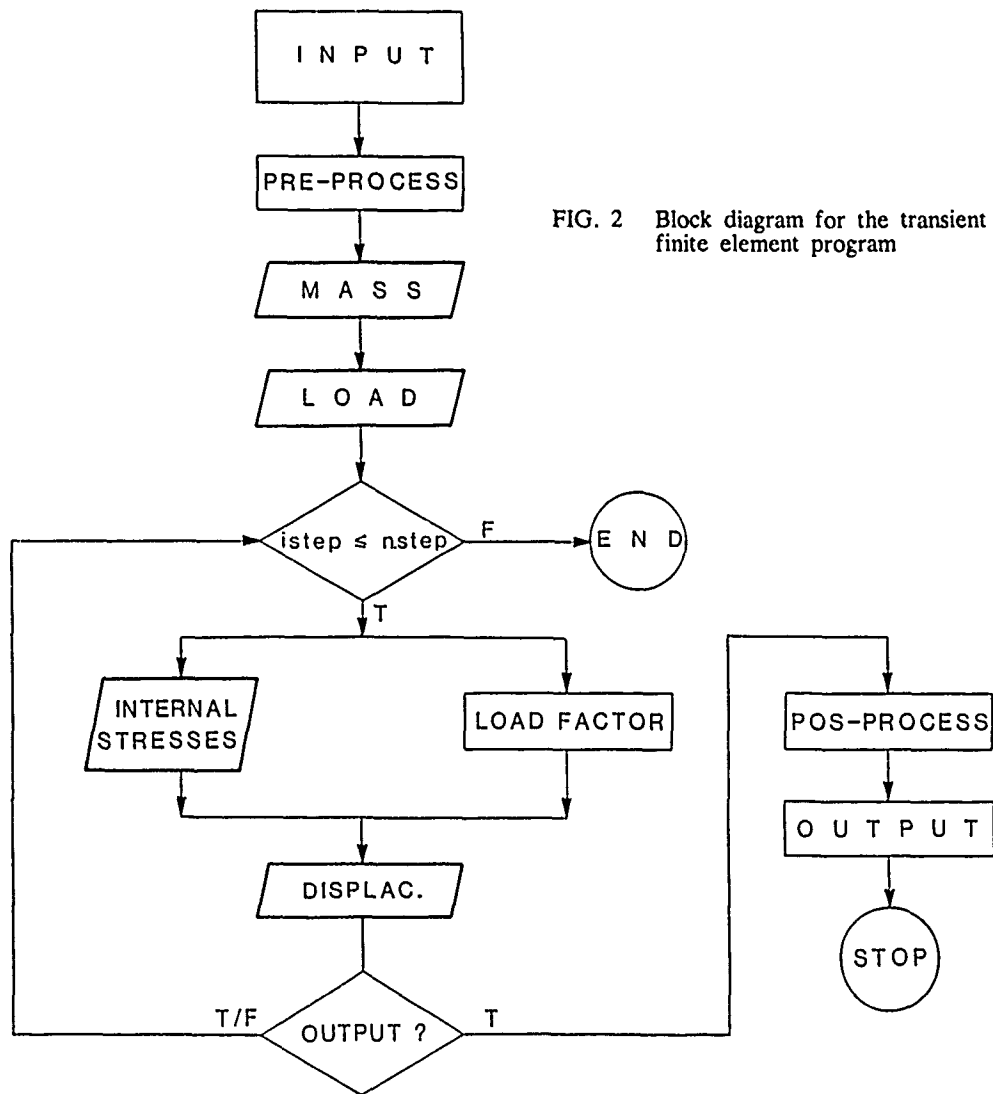 INPUT
PRE-PROCESS
FIG. 2 Block diagram for the transient
finite element program
MASS
LOAD
istep ≤ n.step
F
END
T
INTERNAL
STRESSES
LOAD FACTOR
POS-PROCESS
OUTPUT
DISPLAC.
STOP
T/F
OUTPUT ?
T